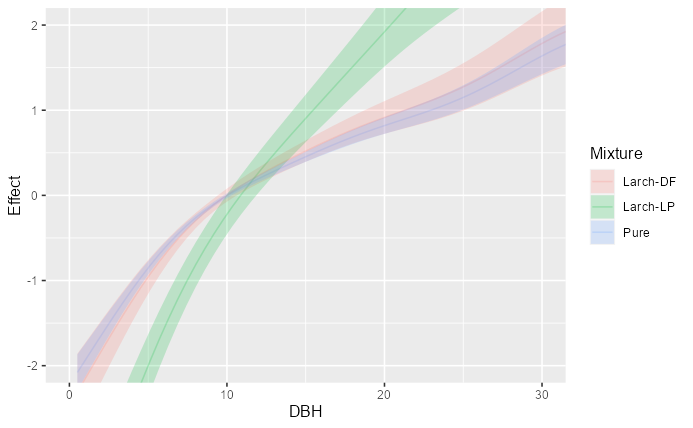 2
1
0
-1
-2
0
10
20
30
DBH
Effect
Mixture
Larch-DF
Larch-LP
Pure